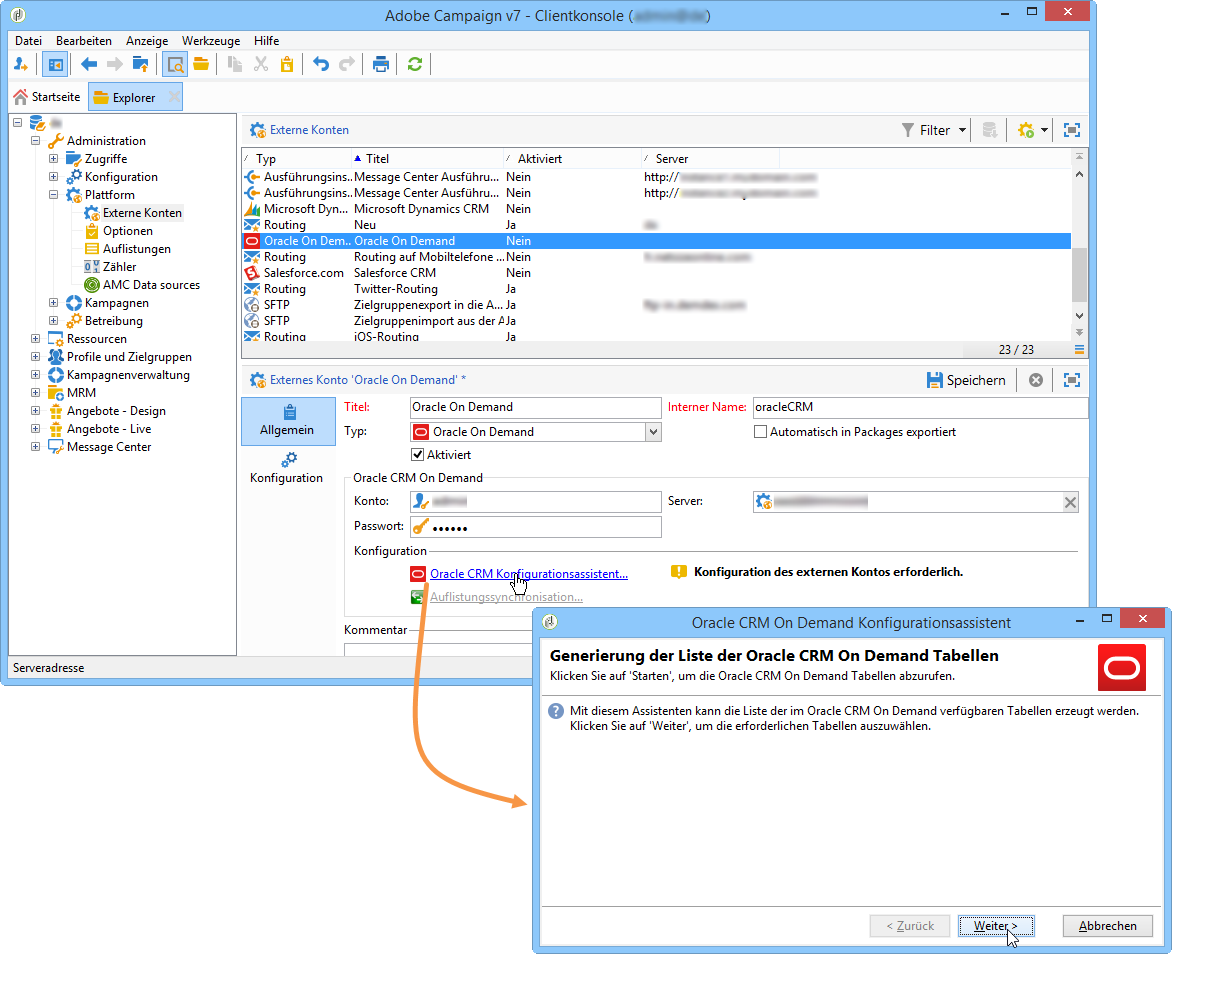 Adobe Campaign v7 - Clientkonsole (
Datei Bearbeiten Anzeige Werkzeuge Hilfe
Startseite Explorer
Administration
Zugriffe
Konfiguration
Plattform
Externe Konten
Optionen
Auflistungen
Zähler
AMC Data sources
Kampagnen
Betreibung
Ressourcen
Profile und Zielgruppen
Kampagnenverwaltung
MRM
Angebote - Design
Angebote - Live
Message Center
Externe Konten Filter
Typ Titel Aktiviert Server
Ausführungsins... Message Center Ausführu... Nein http://
Ausführungsins... Message Center Ausführu... Nein http://
Microsoft Dyn... Microsoft Dynamics CRM Nein
Routing Neu Ja
Oracle On Dem... Oracle On Demand Nein
Routing Routing auf Mobiltelefone ... Nein
Salesforce.com Salesforce CRM Nein
Routing Twitter-Routing Ja
SFTP Zielgruppenexport in die A... Ja
SFTP Zielgruppenimport aus der A Ja
Routing iOS-Routing Ja
23 / 23
Externes Konto 'Oracle On Demand' * Speichern
Allgemein
Konfiguration
Titel: Oracle On Demand Interner Name: oracleCRM
Typ: Oracle On Demand Automatisch in Packages exportiert
Aktiviert
Oracle CRM On Demand
Konto: Server:
Passwort: ••••••
Konfiguration
Oracle CRM Konfigurationsassistent... Konfiguration des externen Kontos erforderlich.
Auflistungssynchronisation...
Kommentar
Serveradresse
Oracle CRM On Demand Konfigurationsassistent
Generierung der Liste der Oracle CRM On Demand Tabellen
Klicken Sie auf 'Starten', um die Oracle CRM On Demand Tabellen abzurufen.
Mit diesem Assistenten kann die Liste der im Oracle CRM On Demand verfügbaren Tabellen erzeugt werden.
Klicken Sie auf 'Weiter', um die erforderlichen Tabellen auszuwählen.
< Zurück Weiter > Abbrechen